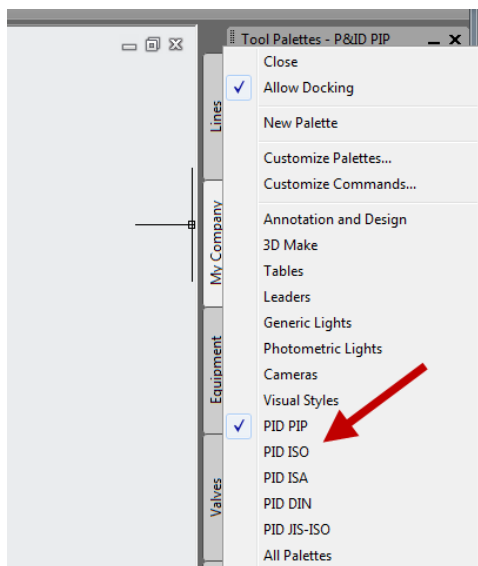 Tool Palettes - P&ID PIP
Close
Allow Docking
New Palette
Customize Palettes...
Customize Commands...
Annotation and Design
3D Make
Tables
Leaders
Generic Lights
Photometric Lights
Cameras
Visual Styles
PID PIP
PID ISO
PID ISA
PID DIN
PID JIS-ISO
All Palettes
Lines
My Company
Equipment
Valves